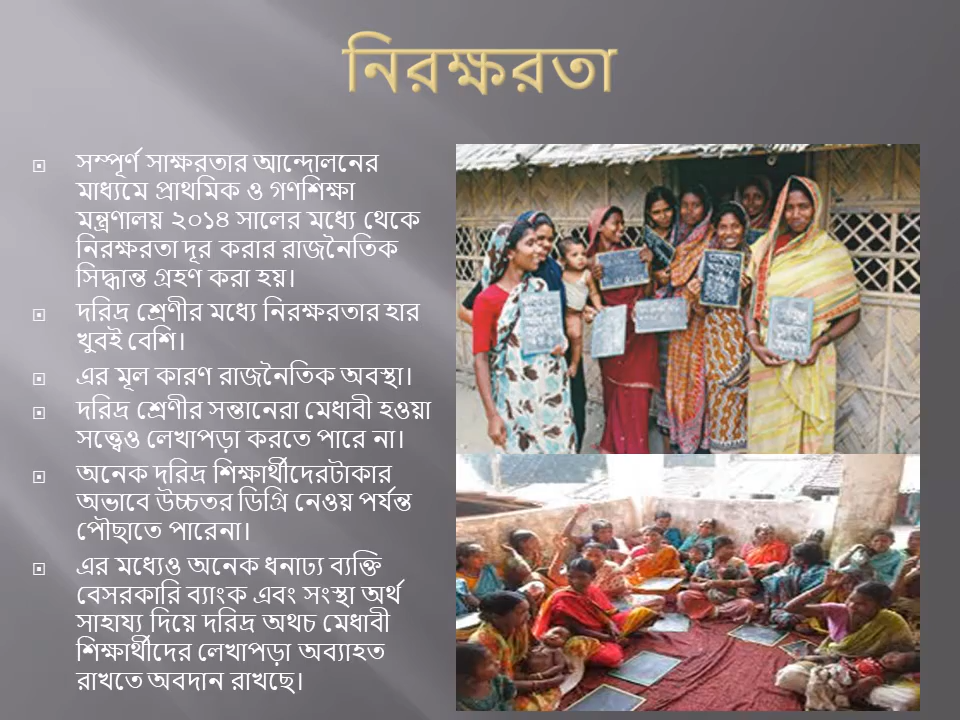 নিরক্ষরতা
সম্পূর্ণ সাক্ষরতার আন্দোলনের
মাধ্যমে প্রাথমিক ও গণশিক্ষা
মন্ত্রণালয় ২০১৪ সালের মধ্যে থেকে
নিরক্ষরতা দূর করার রাজনৈতিক
সিদ্ধান্ত গ্রহণ করা হয়।
দরিদ্র শ্রেণীর মধ্যে নিরক্ষরতার হার
খুবই বেশি।
এর মূল কারণ রাজনৈতিক অবস্থা।
দরিদ্র শ্রেণীর সন্তানেরা মেধাবী হওয়া
সত্ত্বেও লেখাপড়া করতে পারে না।
অনেক দরিদ্র শিক্ষার্থীদেরটাকার
অভাবে উচ্চতর ডিগ্রি নেওয় পর্যন্ত
পৌছাতে পারেনা।
এর মধ্যেও অনেক ধনাঢ্য ব্যক্তি
বেসরকারি ব্যাংক এবং সংস্থা অর্থ
সাহায্য দিয়ে দরিদ্র অথচ মেধাবী
শিক্ষার্থীদের লেখাপড়া অব্যাহত
রাখতে অবদান রাখছে।